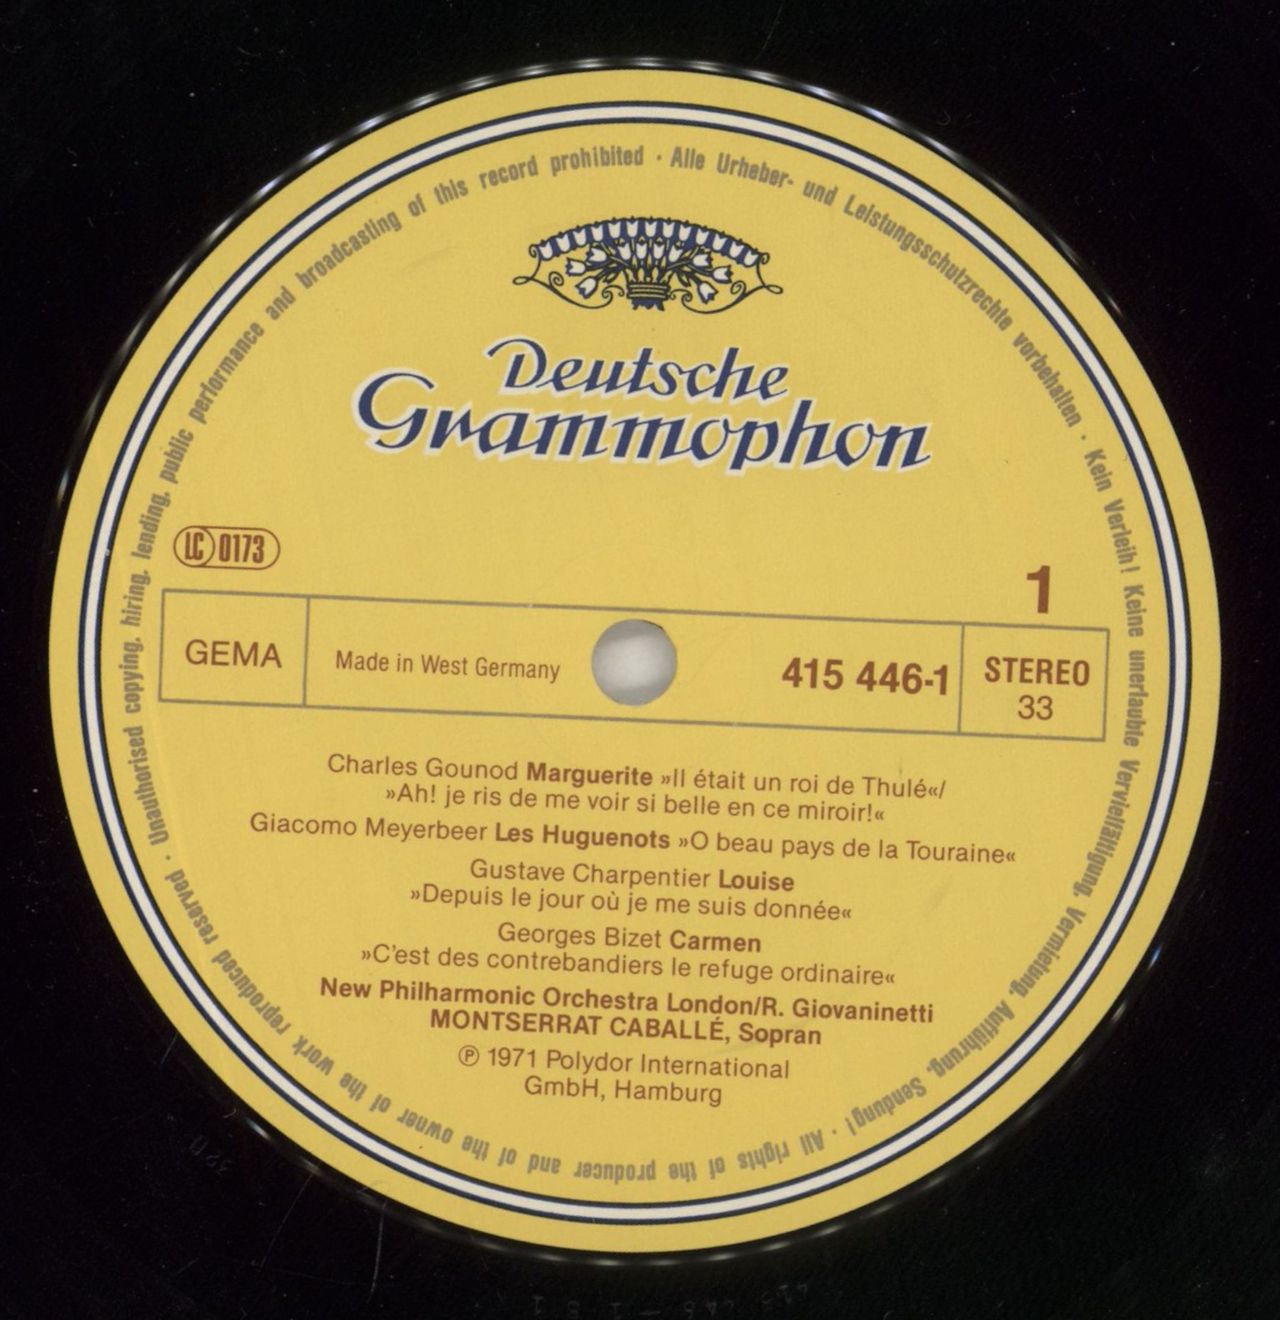 Unauthorised copying, hiring, lending, public performance and broadcasting of this record prohibited · Alle Urheber- und Leistungsschutzrechte vorbehalten · Kein Verleih! Keine unerlaubte Vervielfältigung, Vermietung, Aufführung, Sendung! · All rights of the producer and of the owner of the work reproduced reserved ·
Deutsche
Grammophon
LC 0173
1
GEMA
Made in West Germany
415 446-1
STEREO
33
Charles Gounod Marguerite »Il était un roi de Thulé«/
»Ah! je ris de me voir si belle en ce miroir!«
Giacomo Meyerbeer Les Huguenots »O beau pays de la Touraine«
Gustave Charpentier Louise
»Depuis le jour où je me suis donnée«
Georges Bizet Carmen
»C'est des contrebandiers le refuge ordinaire«
New Philharmonic Orchestra London/R. Giovaninetti
MONTSERRAT CABALLÉ, Sopran
℗ 1971 Polydor International
GmbH, Hamburg